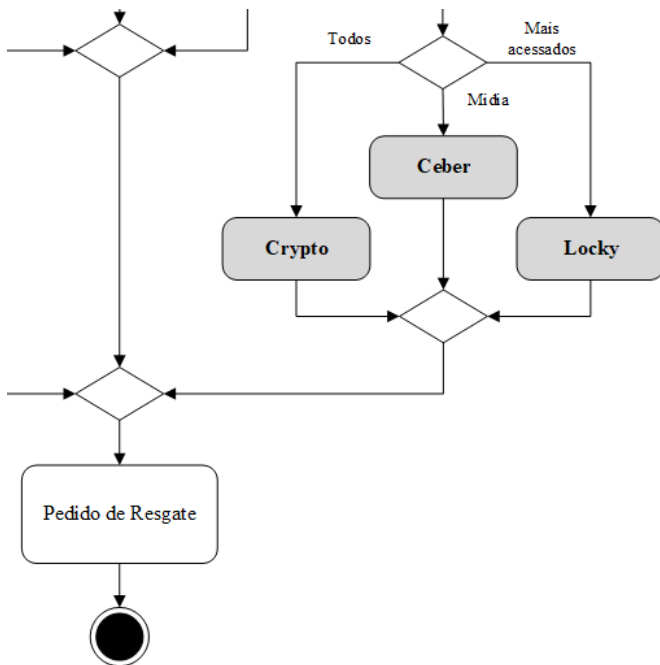 Todos
Mais
acessados
Mídia
Ceber
Crypto
Locky
Pedido de Resgate